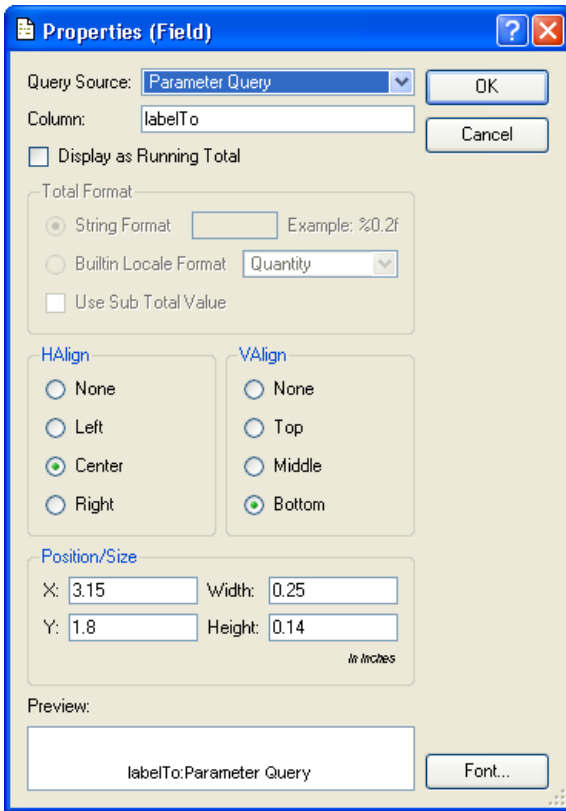 Properties (Field)
Query Source: Parameter Query
OK
Column: labelTo
Cancel
Display as Running Total
Total Format
String Format Example: %0.2f
Builtin Locale Format Quantity
Use Sub Total Value
HAlign
None
Left
Center
Right
VAlign
None
Top
Middle
Bottom
Position/Size
X: 3.15 Width: 0.25
Y: 1.8 Height: 0.14
In Inches
Preview:
labelTo:Parameter Query
Font...